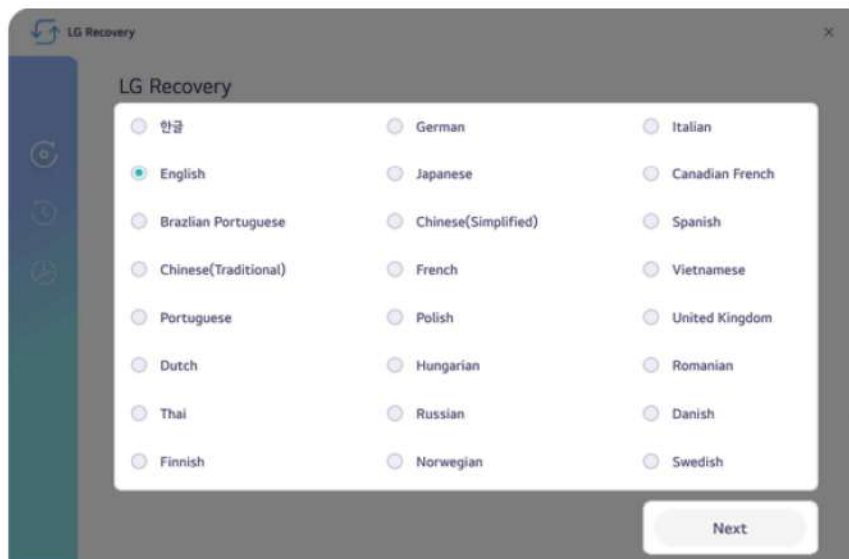 LG Recovery
LG Recovery
한글 German Italian
English Japanese Canadian French
Brazlian Portuguese Chinese(Simplified) Spanish
Chinese(Traditional) French Vietnamese
Portuguese Polish United Kingdom
Dutch Hungarian Romanian
Thai Russian Danish
Finnish Norwegian Swedish
Next